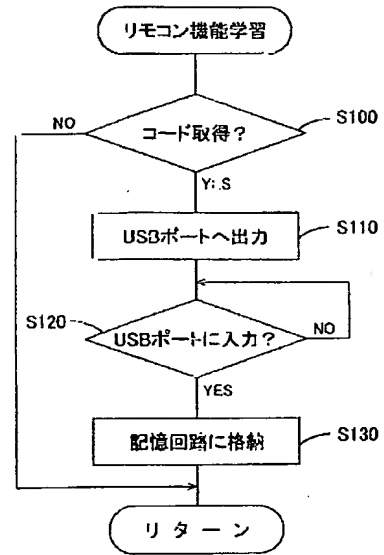 リモコン機能学習
コード取得?
S100
NO
YES
USBポートへ出力
S110
USBポートに入力?
S120
NO
YES
記憶回路に格納
S130
リターン